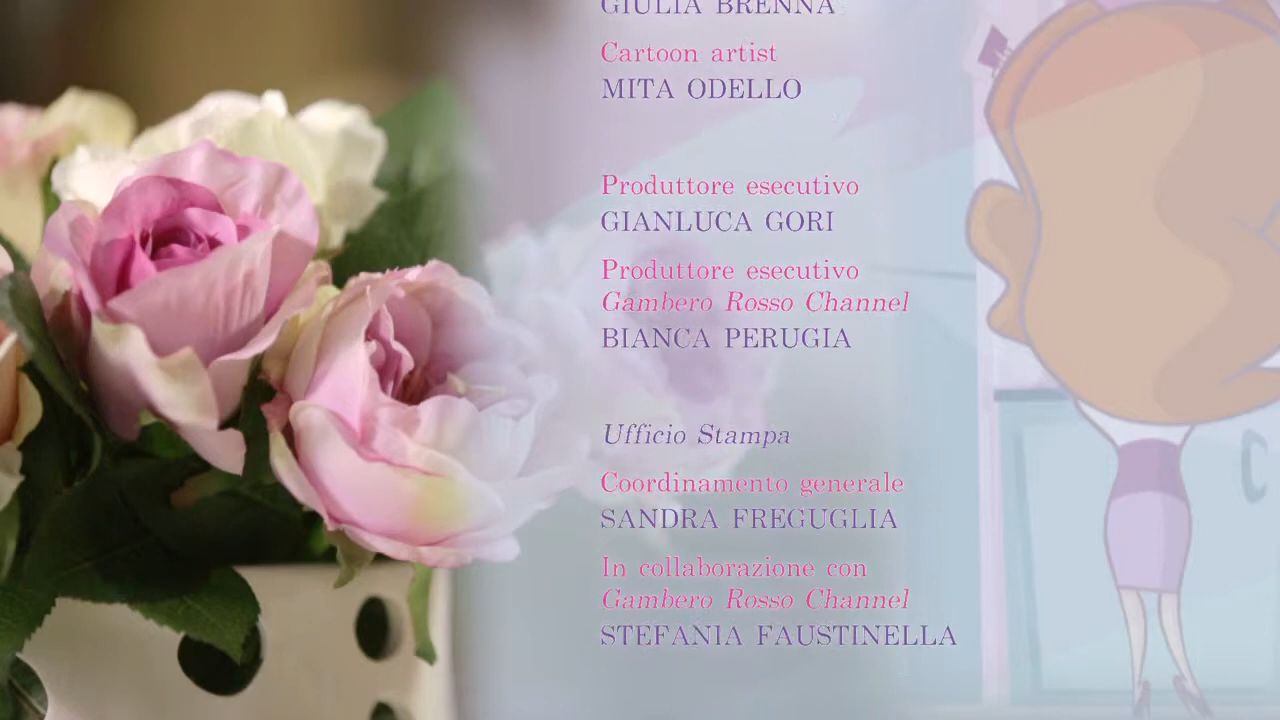 GIULIA BRENNA
Cartoon artist
MITA ODELLO
Produttore esecutivo
GIANLUCA GORI
Produttore esecutivo
Gambero Rosso Channel
BIANCA PERUGIA
Ufficio Stampa
Coordinamento generale
SANDRA FREGUGLIA
In collaborazione con
Gambero Rosso Channel
STEFANIA FAUSTINELLA